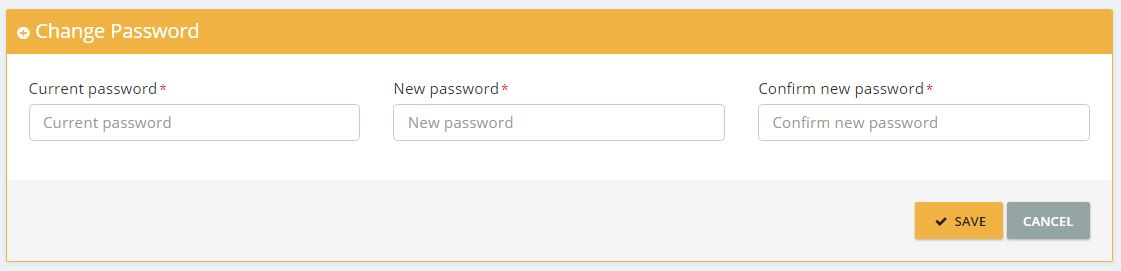 Change Password
Current password* New password* Confirm new password*
Current password New password Confirm new password
SAVE CANCEL